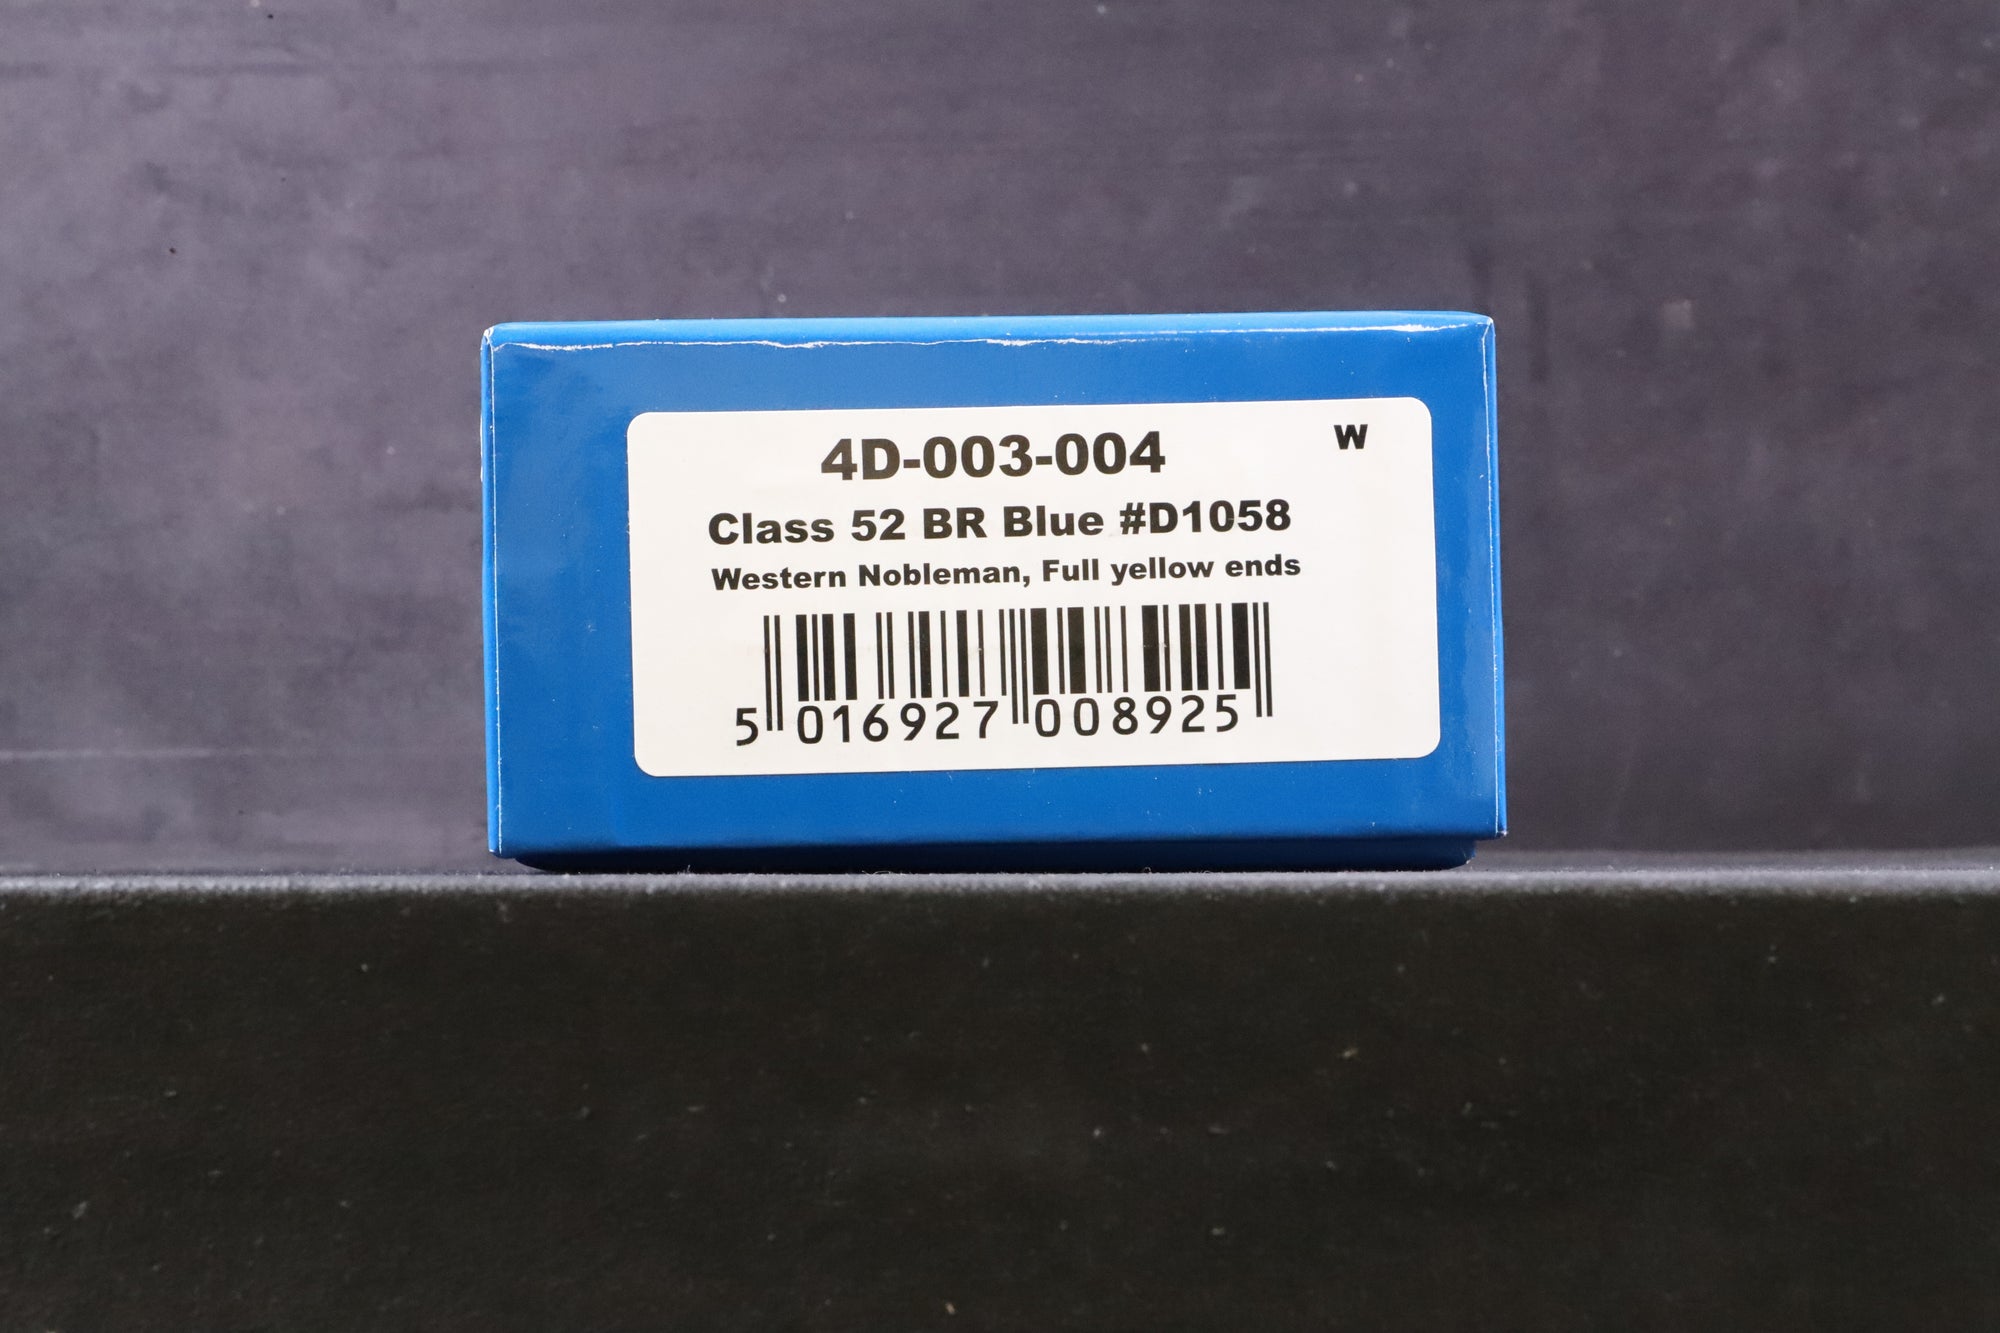 4D-003-004
W
Class 52 BR Blue #D1058
Western Nobleman, Full yellow ends
5 016927 008925